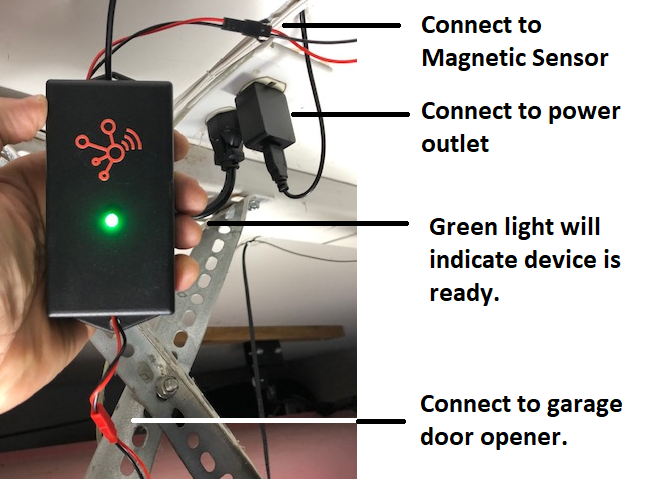 Connect to
Magnetic Sensor
Connect to power
outlet
Green light will
indicate device is
ready.
Connect to garage
door opener.